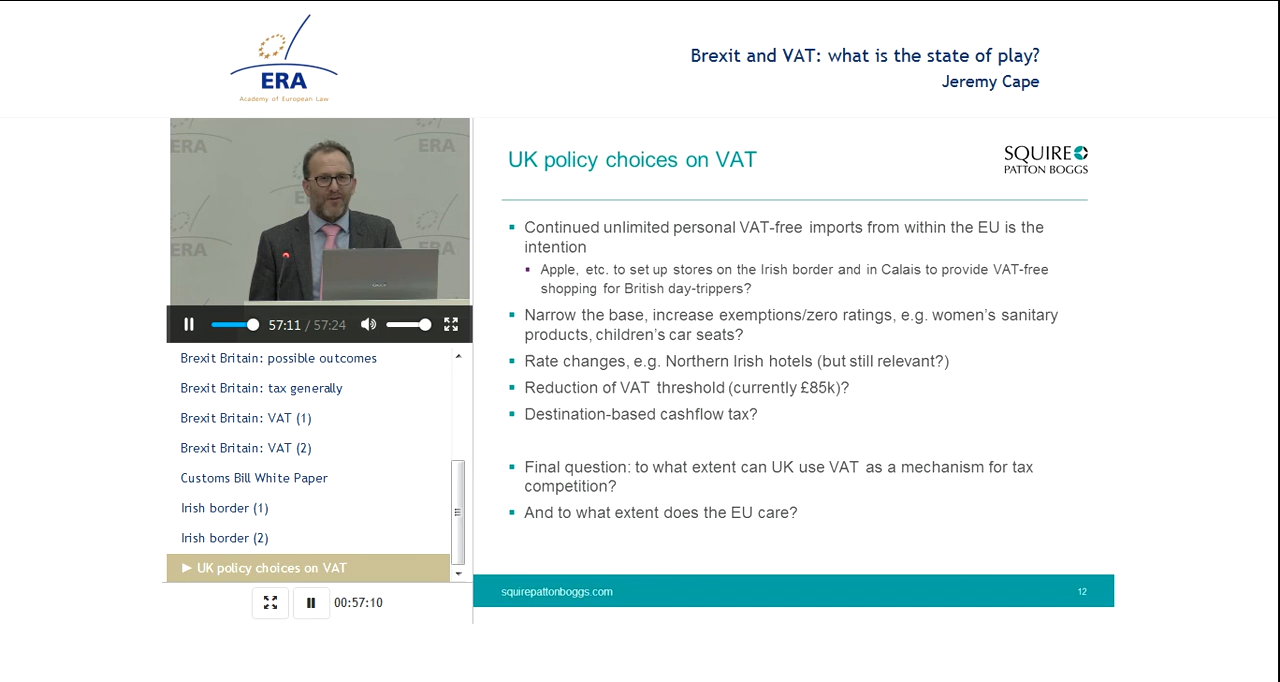 ERA
Academy of European Law
Brexit and VAT: what is the state of play?
Jeremy Cape
ERA
ERA
ERA
ERA
57:11 / 57:24
Brexit Britain: possible outcomes
Brexit Britain: tax generally
Brexit Britain: VAT (1)
Brexit Britain: VAT (2)
Customs Bill White Paper
Irish border (1)
Irish border (2)
► UK policy choices on VAT
00:57:10
UK policy choices on VAT
SQUIRE
PATTON BOGGS
▪ Continued unlimited personal VAT-free imports from within the EU is the
intention
▪ Apple, etc. to set up stores on the Irish border and in Calais to provide VAT-free
shopping for British day-trippers?
▪ Narrow the base, increase exemptions/zero ratings, e.g. women's sanitary
products, children's car seats?
▪ Rate changes, e.g. Northern Irish hotels (but still relevant?)
▪ Reduction of VAT threshold (currently £85k)?
▪ Destination-based cashflow tax?
▪ Final question: to what extent can UK use VAT as a mechanism for tax
competition?
▪ And to what extent does the EU care?
squirepattonboggs.com
12